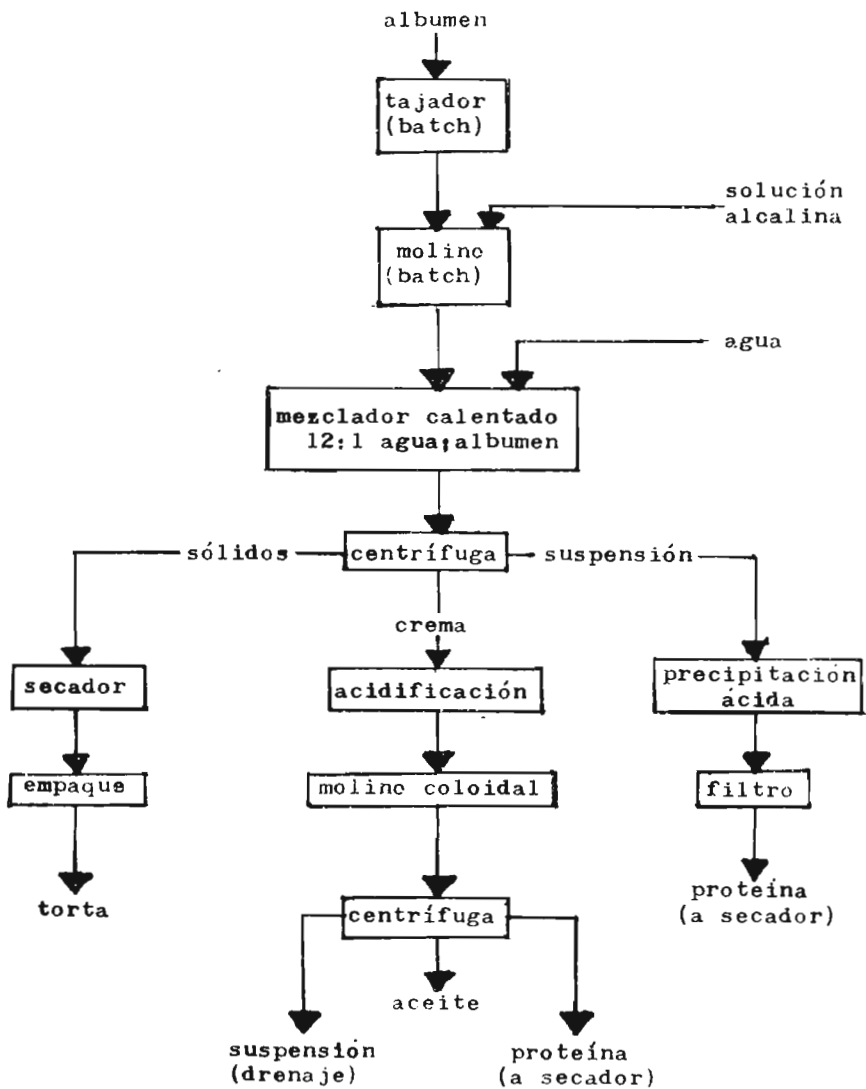 albumen
tajador
(batch)
solución
alcalina
molino
(batch)
agua
mezclador calentado
12:1 agua;albumen
sólidos
centrífuga
suspensión
crema
secador
acidificación
precipitación
ácida
empaque
molino coloidal
filtro
torta
centrífuga
proteína
(a secador)
aceite
suspensión
(drenaje)
proteína
(a secador)